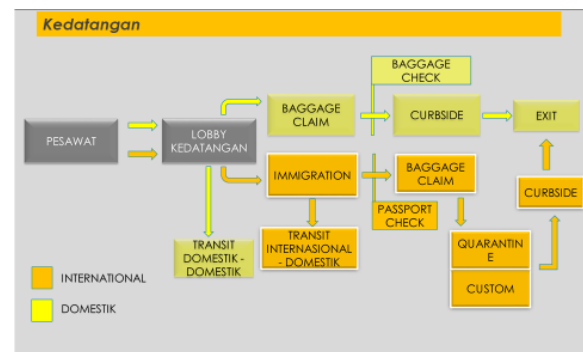 Kedatangan
BAGGAGE
CHECK
BAGGAGE
CLAIM
CURBSIDE
EXIT
PESAWAT
LOBBY
KEDATANGAN
IMMIGRATION
BAGGAGE
CLAIM
CURBSIDE
PASSPORT
CHECK
TRANSIT
DOMESTIK -
DOMESTIK
TRANSIT
INTERNASIONAL
- DOMESTIK
QUARANTIN
E
CUSTOM
INTERNATIONAL
DOMESTIK